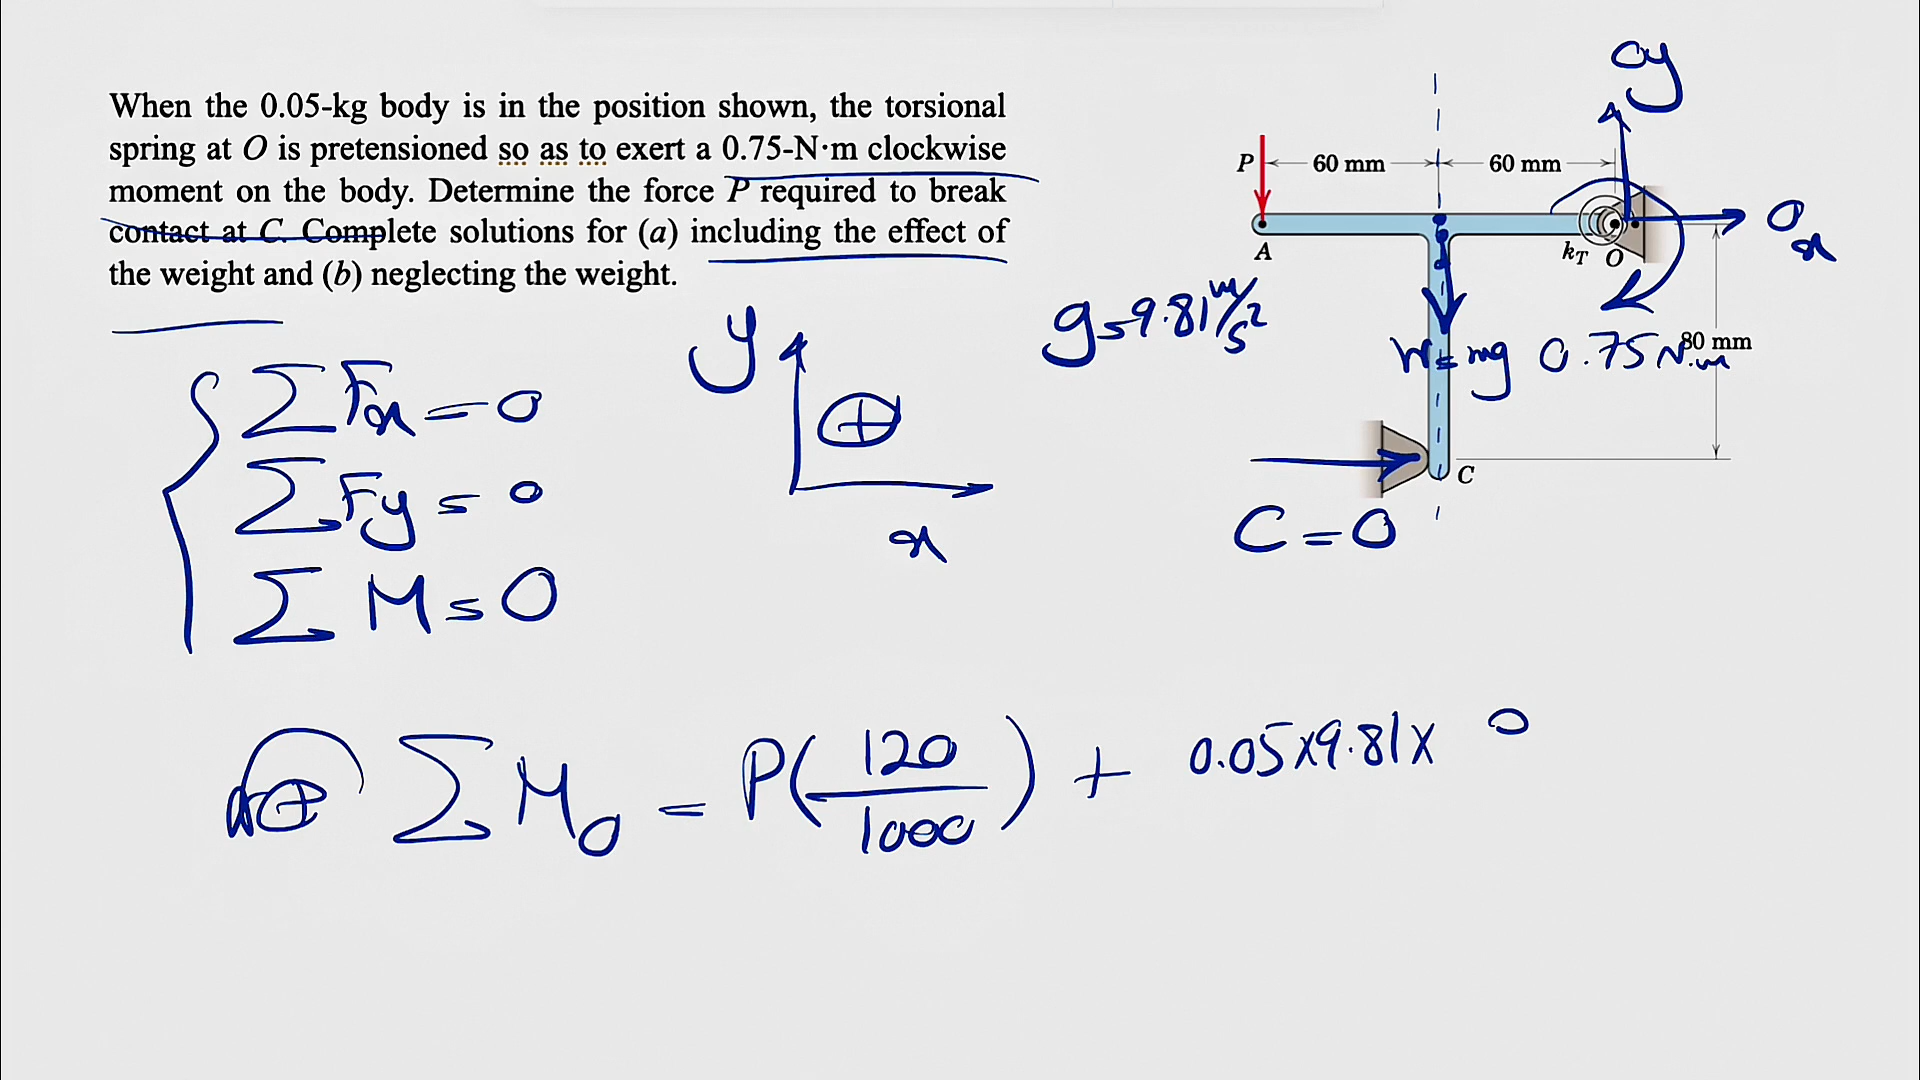 When the 0.05-kg body is in the position shown, the torsional
spring at O is pretensioned so as to exert a 0.75-N·m clockwise
moment on the body. Determine the force P required to break
contact at C. Complete solutions for (a) including the effect of
the weight and (b) neglecting the weight.
Oy
P 60 mm 60 mm
Ox
A kT O
g=9.81 m/s²
W=mg 0.75 N.m 80 mm
C
C=0
y
x
ΣFx=0
ΣFy=0
ΣM=0
+ ΣMO = P(120/1000) + 0.05×9.81× 0